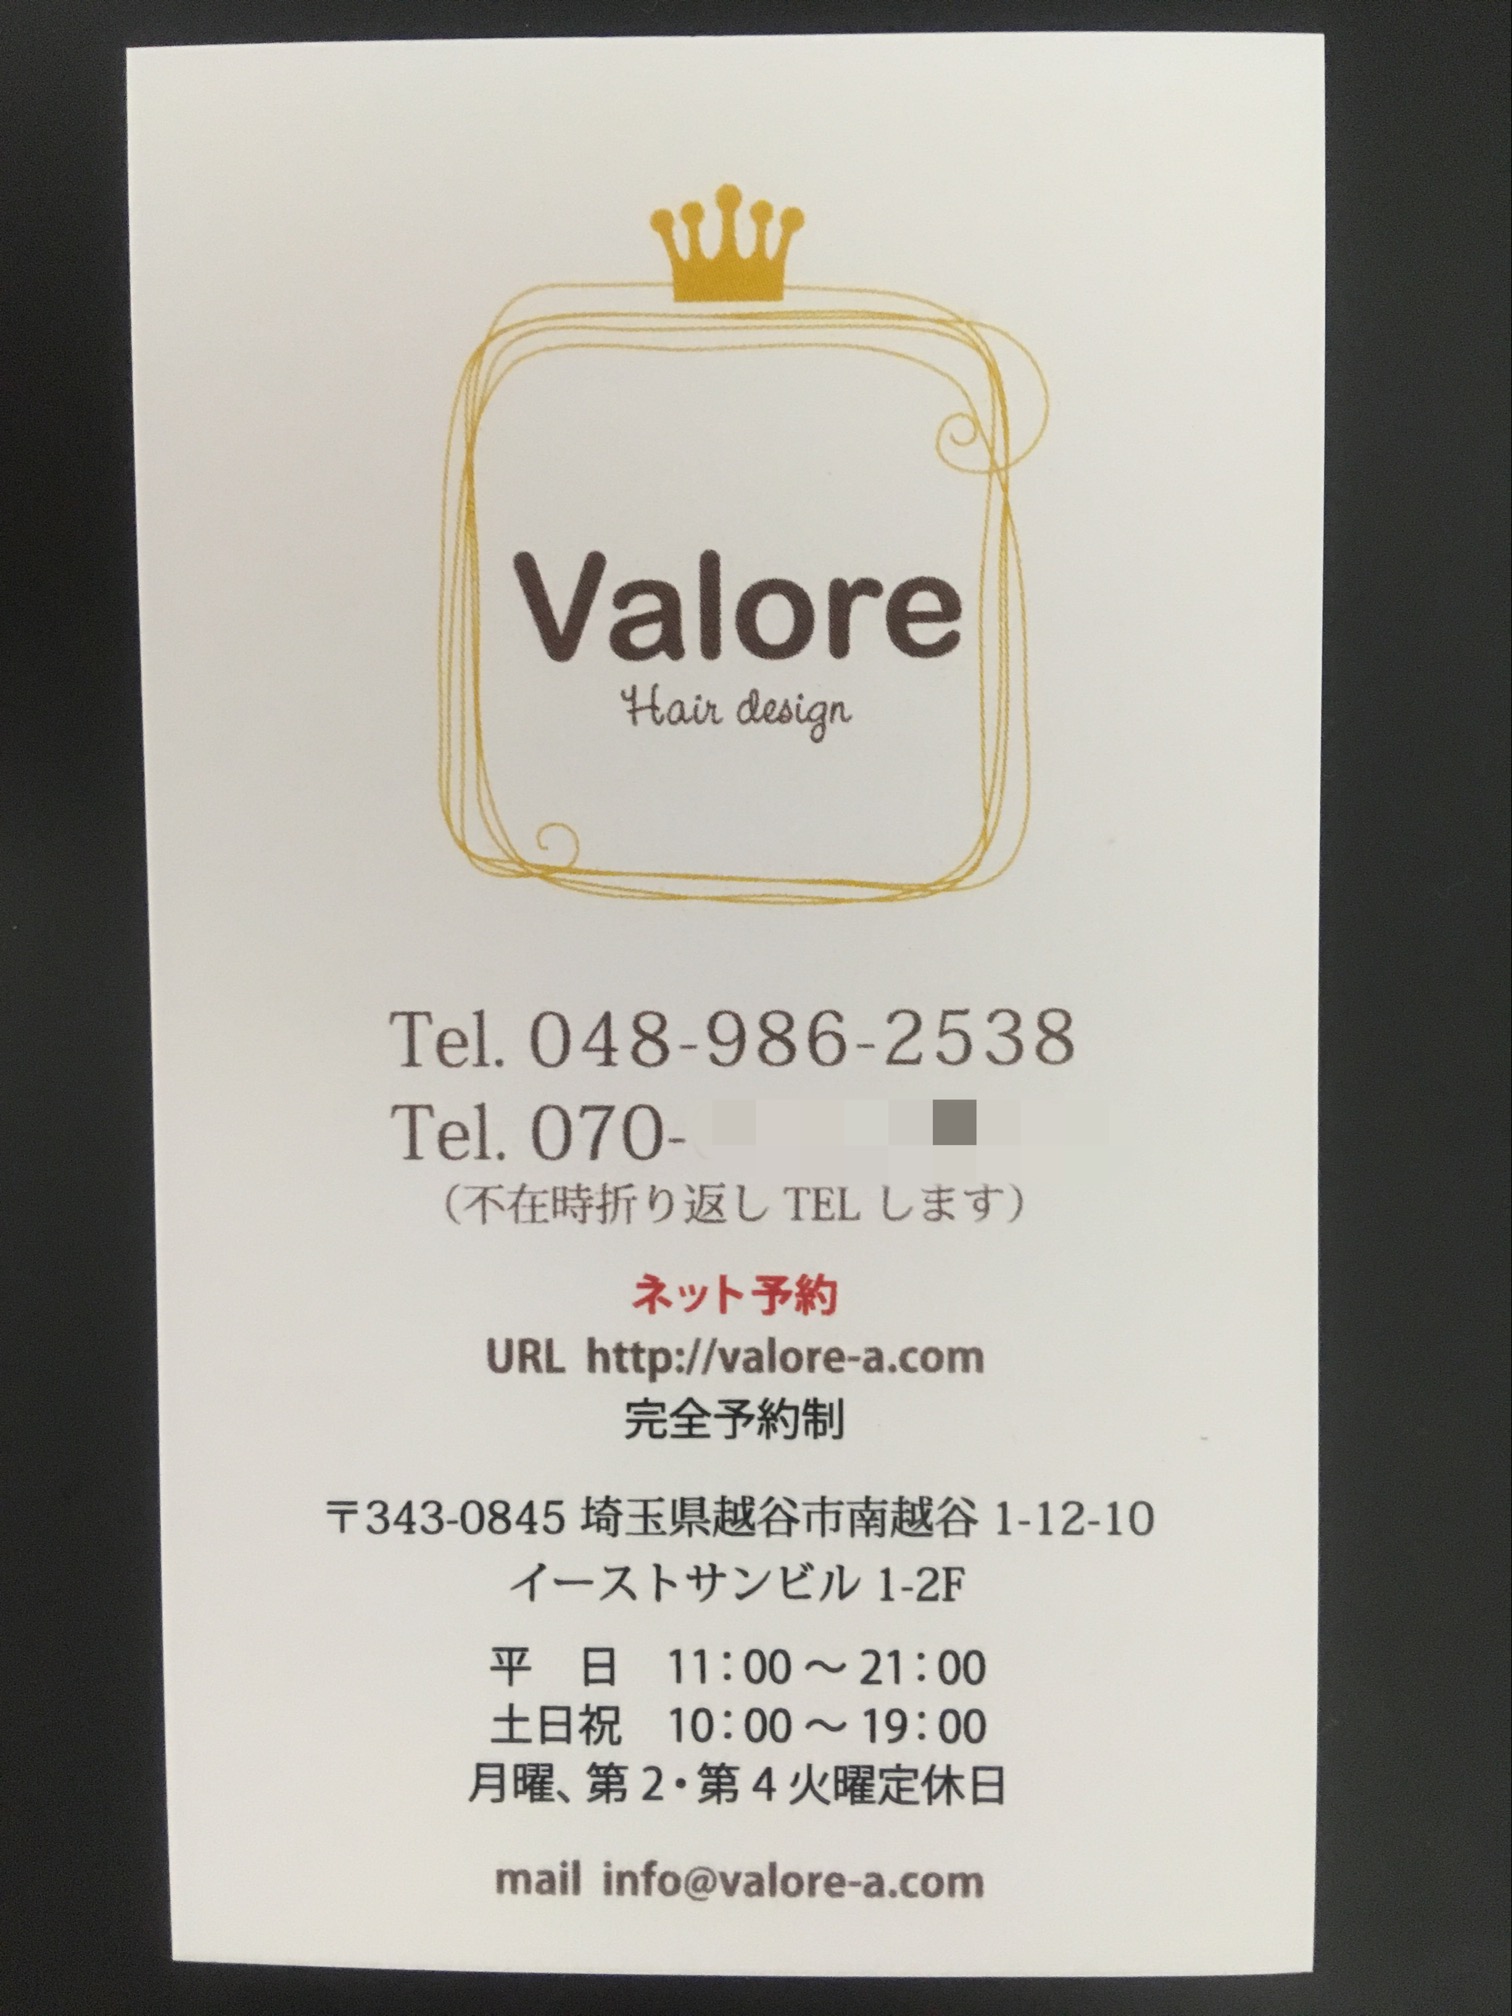 Valore
Hair design
Tel. 048-986-2538
Tel. 070-
（不在時折り返し TEL します）
ネット予約
URL http://valore-a.com
完全予約制
〒343-0845 埼玉県越谷市南越谷 1-12-10
イーストサンビル 1-2F
平　日　11：00 〜 21：00
土日祝　10：00 〜 19：00
月曜、第 2・第 4 火曜定休日
mail info@valore-a.com